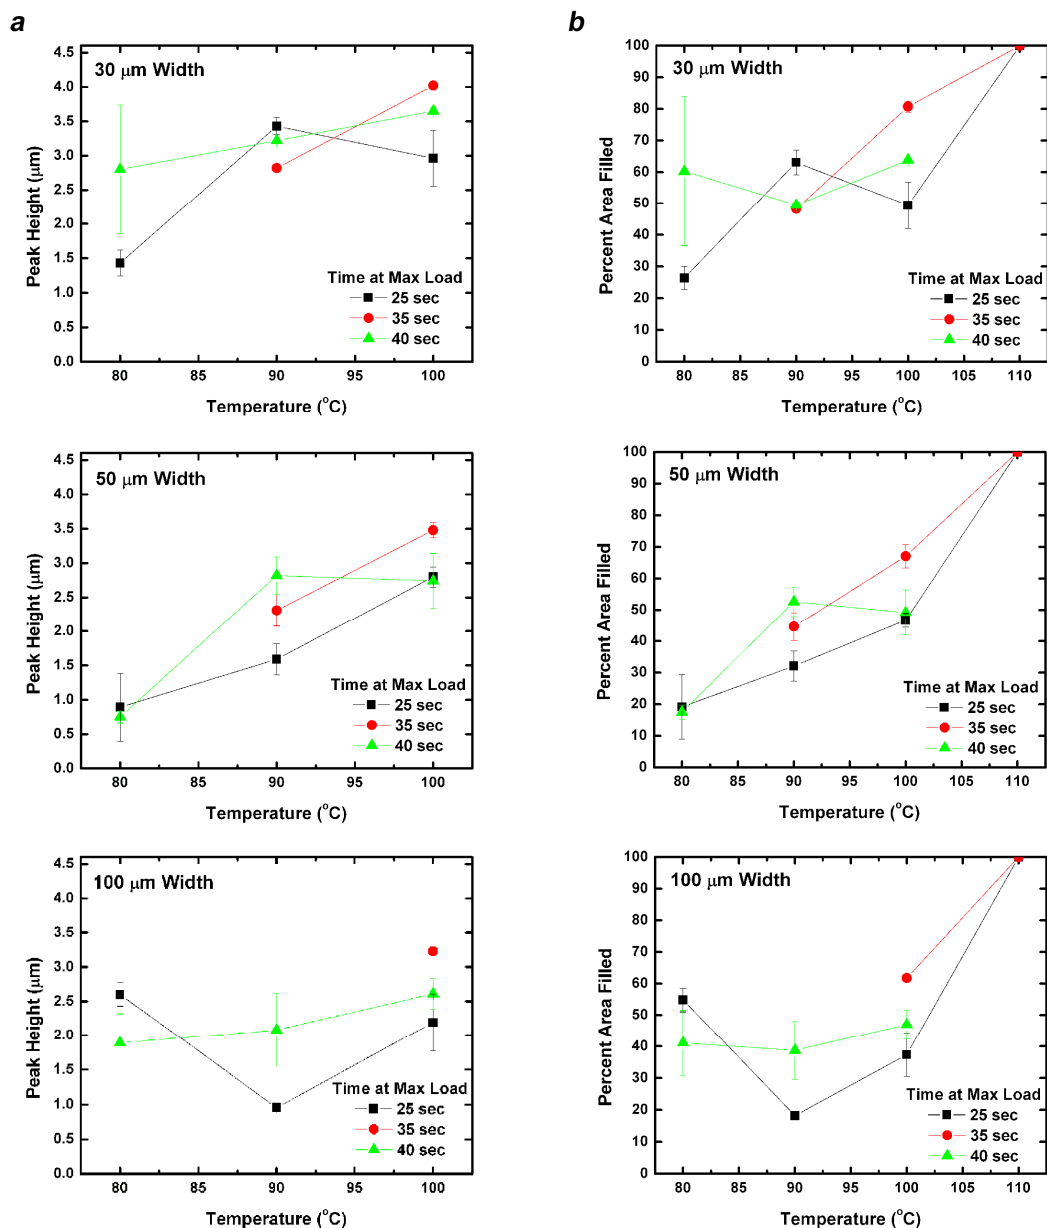 a
b
30 μm Width
4.5
4.0
3.5
3.0
2.5
2.0
1.5
1.0
0.5
0.0
Peak Height (μm)
Time at Max Load
25 sec
35 sec
40 sec
80 85 90 95 100
Temperature (°C)
30 μm Width
100
90
80
70
60
50
40
30
20
10
0
Percent Area Filled
Time at Max Load
25 sec
35 sec
40 sec
80 85 90 95 100 105 110
Temperature (°C)
50 μm Width
4.5
4.0
3.5
3.0
2.5
2.0
1.5
1.0
0.5
0.0
Peak Height (μm)
Time at Max Load
25 sec
35 sec
40 sec
80 85 90 95 100
Temperature (°C)
50 μm Width
100
90
80
70
60
50
40
30
20
10
0
Percent Area Filled
Time at Max Load
25 sec
35 sec
40 sec
80 85 90 95 100 105 110
Temperature (°C)
100 μm Width
4.5
4.0
3.5
3.0
2.5
2.0
1.5
1.0
0.5
0.0
Peak Height (μm)
Time at Max Load
25 sec
35 sec
40 sec
80 85 90 95 100
Temperature (°C)
100 μm Width
100
90
80
70
60
50
40
30
20
10
0
Percent Area Filled
Time at Max Load
25 sec
35 sec
40 sec
80 85 90 95 100 105 110
Temperature (°C)